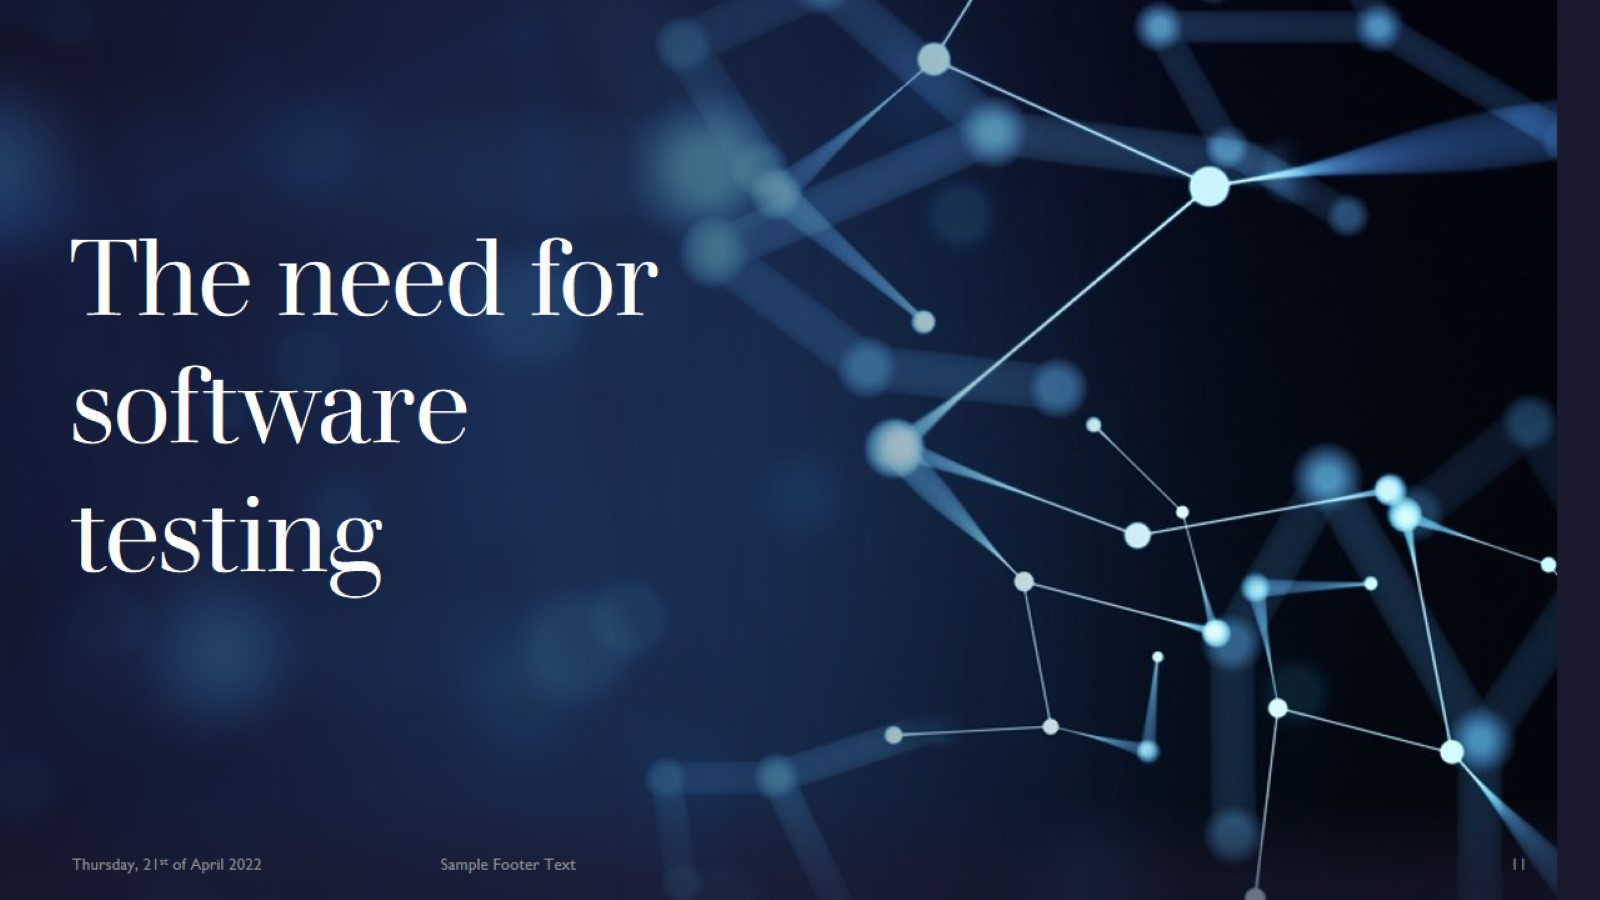 The need for
software
testing
Thursday, 21st of April 2022
Sample Footer Text
11